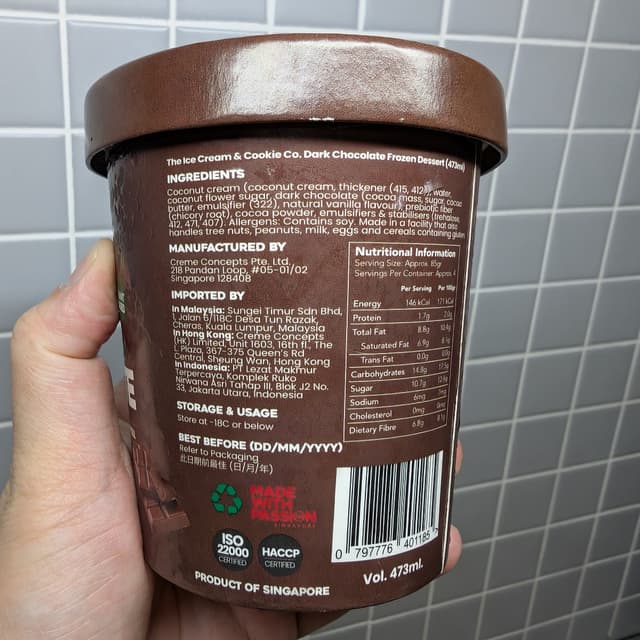 The Ice Cream & Cookie Co. Dark Chocolate Frozen Dessert (473ml)
INGREDIENTS
Coconut cream (coconut cream, thickener (415, 412), water,
coconut flower sugar, dark chocolate (cocoa mass, sugar, cocoa
butter, emulsifier (322), natural vanilla flavour), prebiotic fiber
(chicory root), cocoa powder, emulsifiers & stabilisers (trehalose,
412, 471, 407). Allergens: Contains soy. Made in a facility that also
handles tree nuts, peanuts, milk, eggs and cereals containing gluten
MANUFACTURED BY
Creme Concepts Pte. Ltd.
218 Pandan Loop, #05-01/02
Singapore 128408
IMPORTED BY
In Malaysia: Sungei Timur Sdn Bhd,
1, Jalan 6/118C Desa Tun Razak,
Cheras, Kuala Lumpur, Malaysia
In Hong Kong: Creme Concepts
(HK) Limited, Unit 1603, 16th fl., The
L Plaza, 367-375 Queen's Rd
Central, Sheung Wan, Hong Kong
In Indonesia: PT Lezat Makmur
Terpercaya, Komplek Ruko
Nirwana Asri Tahap III, Blok J2 No.
33, Jakarta Utara, Indonesia
STORAGE & USAGE
Store at -18C or below
BEST BEFORE (DD/MM/YYYY)
Refer to Packaging
此日期前最佳 (日/月/年)
Nutritional Information
Serving Size: Approx. 85gr
Servings Per Container: Approx. 4
Per Serving Per 100gr
Energy 146 kCal 171 kCal
Protein 1.7g 2.0g
Total Fat 8.8g 10.4g
Saturated Fat 6.9g 8.1g
Trans Fat 0.0g 0.0g
Carbohydrates 14.8g 17.5g
Sugar 10.7g 12.6g
Sodium 6mg
Cholesterol 0mg 0mg
Dietary Fibre 6.8g 8.1g
MADE
WITH
PASSION
SINGAPORE
ISO
22000
CERTIFIED
HACCP
CERTIFIED
0 797776 401185
PRODUCT OF SINGAPORE
Vol. 473ml.